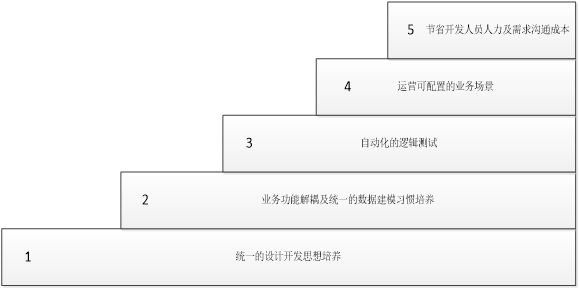 5 节省开发人员人力及需求沟通成本
4 运营可配置的业务场景
3 自动化的逻辑测试
2 业务功能解耦及统一的数据建模习惯培养
1 统一的设计开发思想培养